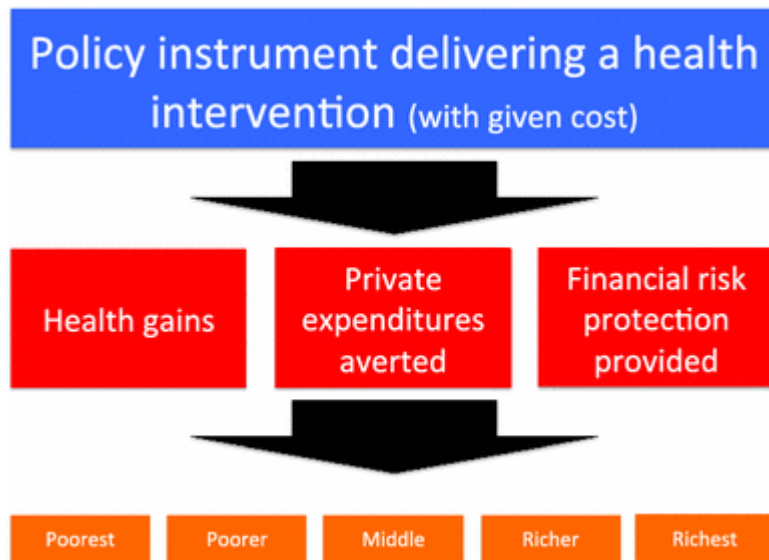 Policy instrument delivering a health
intervention (with given cost)
Health gains
Private
expenditures
averted
Financial risk
protection
provided
Poorest
Poorer
Middle
Richer
Richest